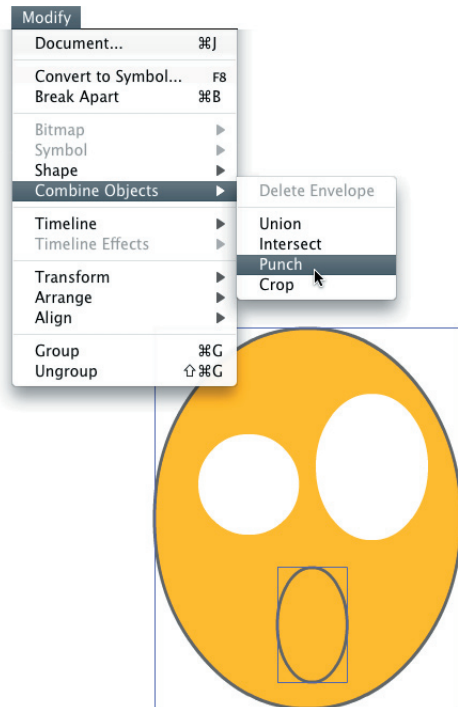 Modify
Document... ⌘J
Convert to Symbol... F8
Break Apart ⌘B
Bitmap
Symbol
Shape
Combine Objects
Delete Envelope
Timeline
Union
Timeline Effects
Intersect
Punch
Transform
Crop
Arrange
Align
Group ⌘G
Ungroup ⇧⌘G